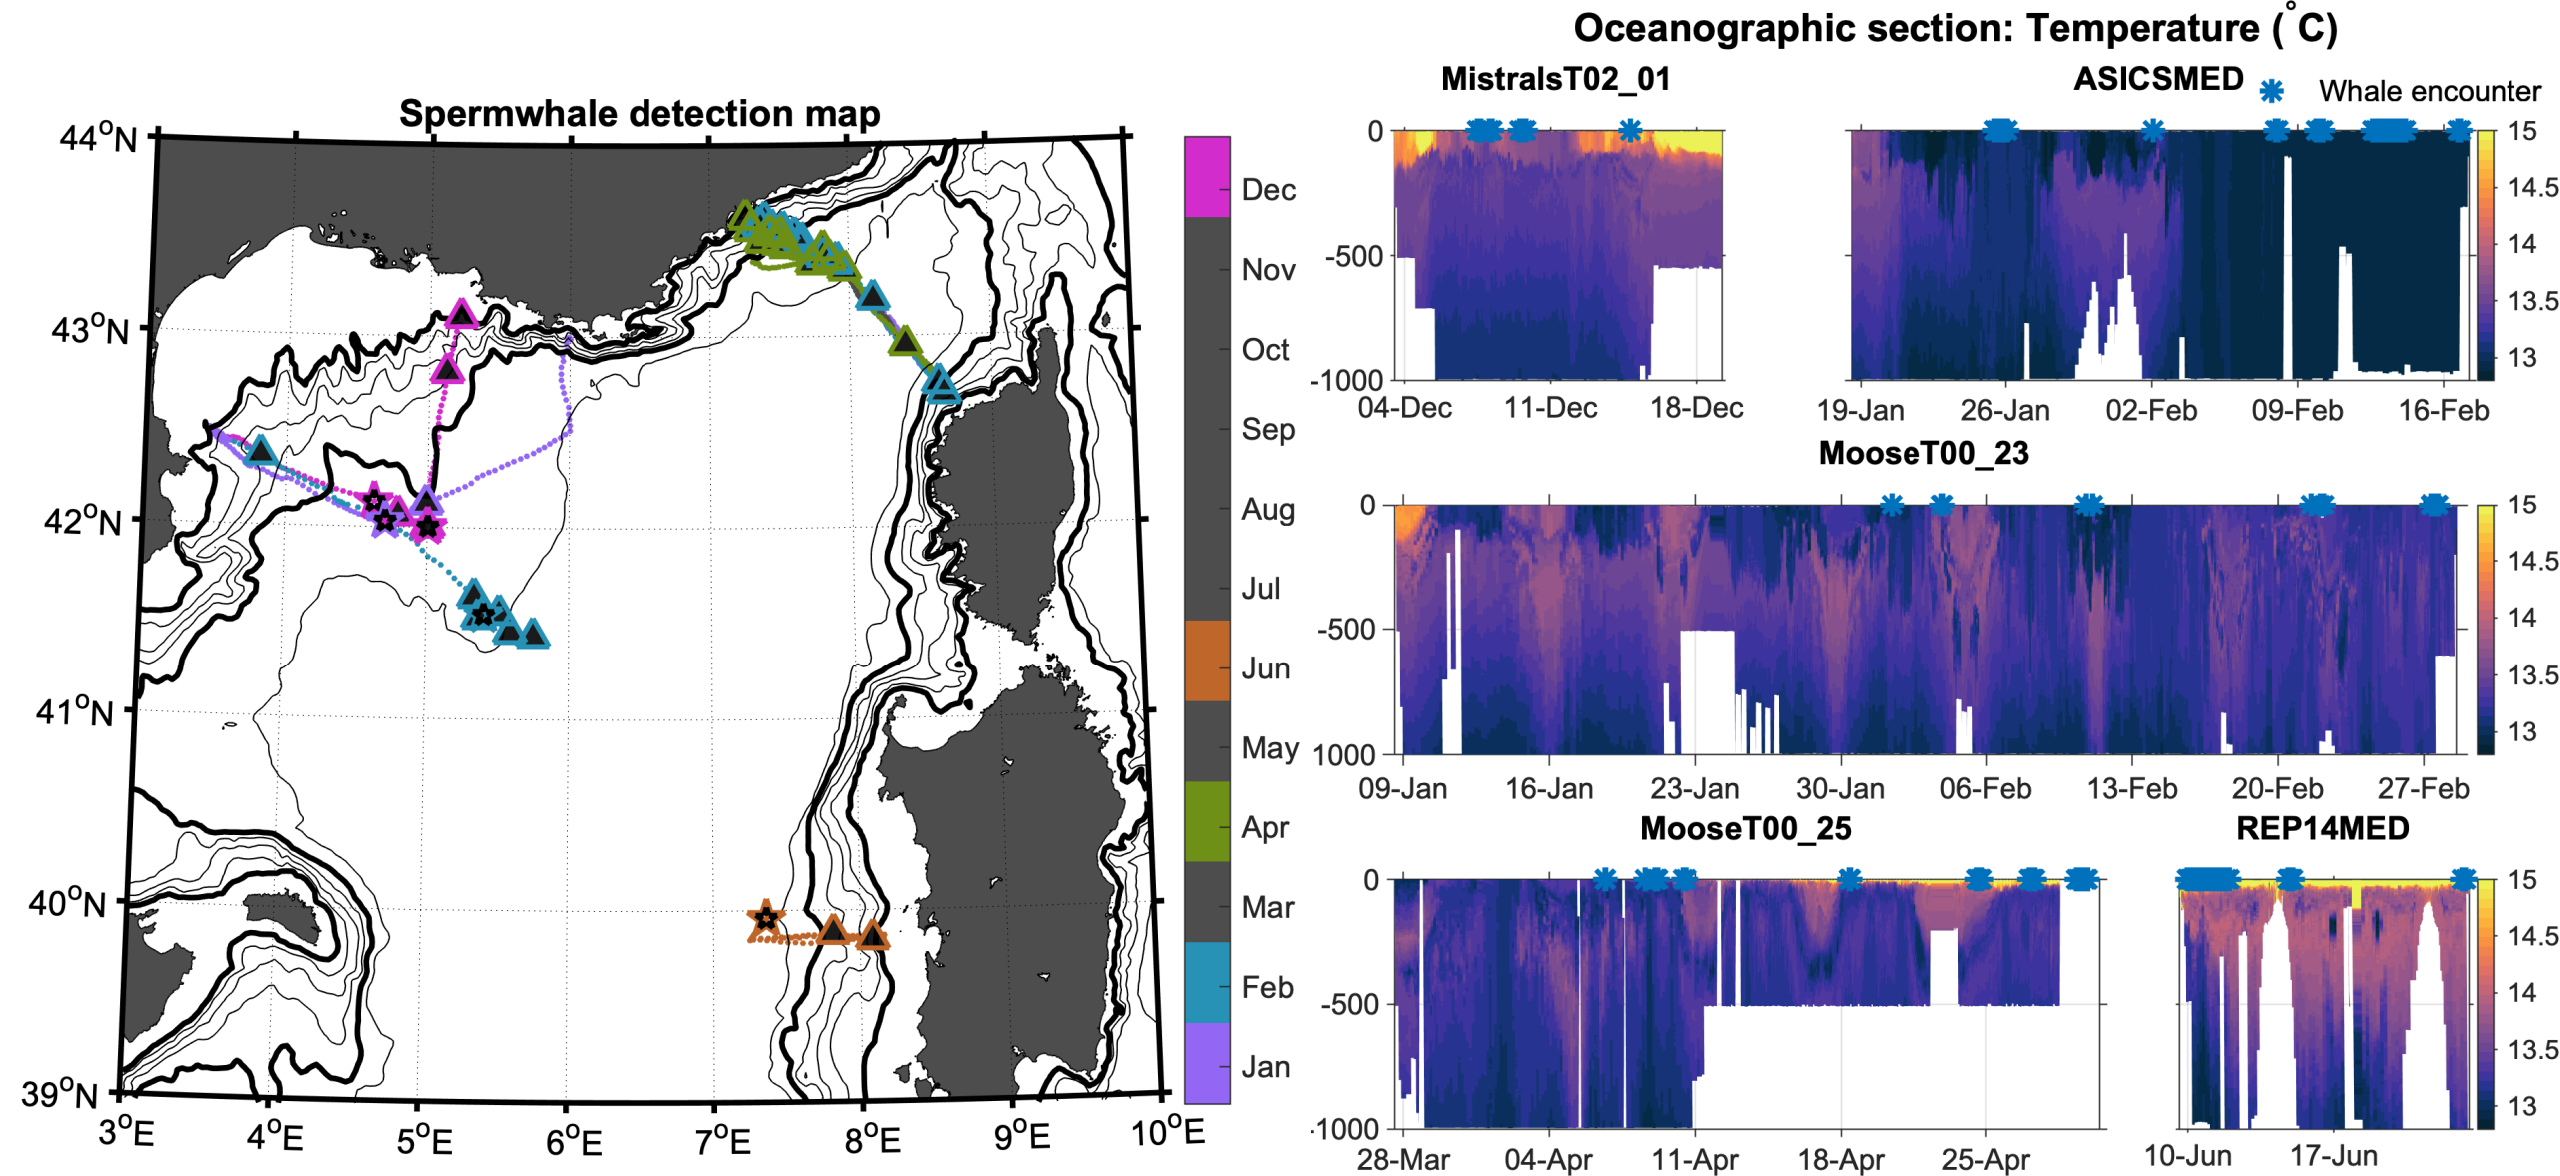 Spermwhale detection map
44°N
43°N
42°N
41°N
40°N
39°N
3°E 4°E 5°E 6°E 7°E 8°E 9°E 10°E
Dec
Nov
Oct
Sep
Aug
Jul
Jun
May
Apr
Mar
Feb
Jan
Oceanographic section: Temperature (°C)
MistralsT02_01
0
-500
-1000
04-Dec 11-Dec 18-Dec
ASICSMED
Whale encounter
19-Jan 26-Jan 02-Feb 09-Feb 16-Feb
15
14.5
14
13.5
13
MooseT00_23
0
-500
1000
09-Jan 16-Jan 23-Jan 30-Jan 06-Feb 13-Feb 20-Feb 27-Feb
15
14.5
14
13.5
13
MooseT00_25
0
-500
-1000
28-Mar 04-Apr 11-Apr 18-Apr 25-Apr
REP14MED
10-Jun 17-Jun
15
14.5
14
13.5
13